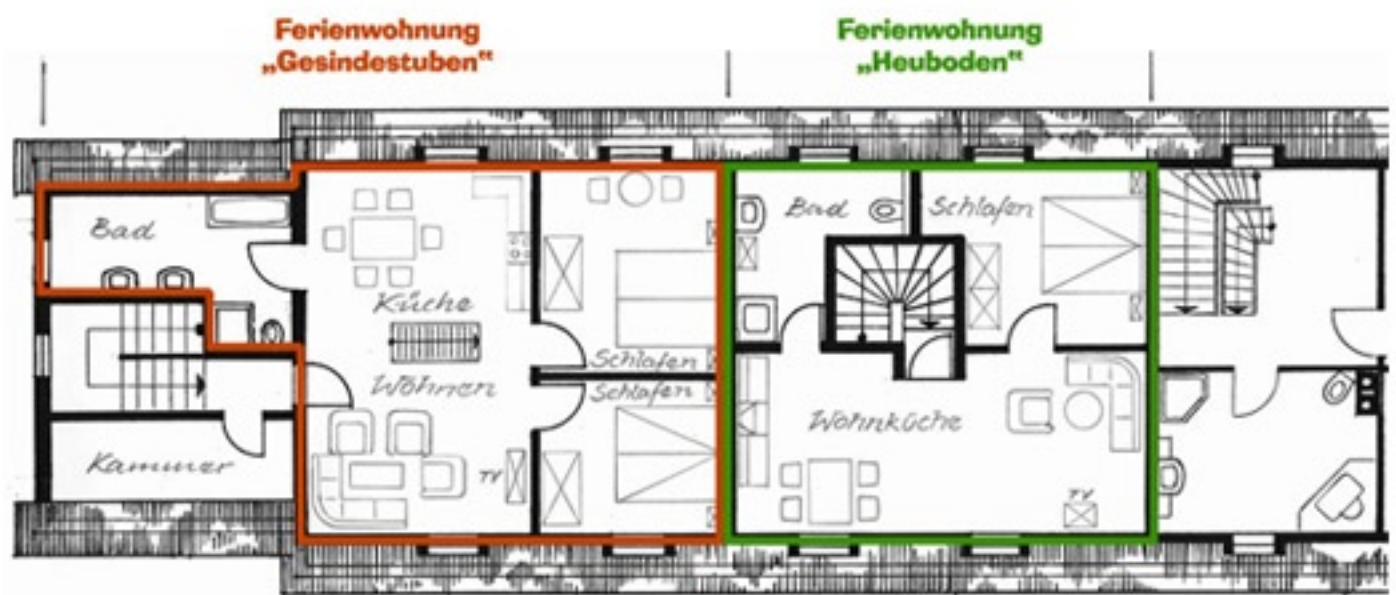 Ferienwohnung
„Gesindestuben“
Ferienwohnung
„Heuboden“
Bad
Küche
Wohnen
TV
Kammer
Schlafen
Schlafen
Bad
Schlafen
Wohnküche
TV